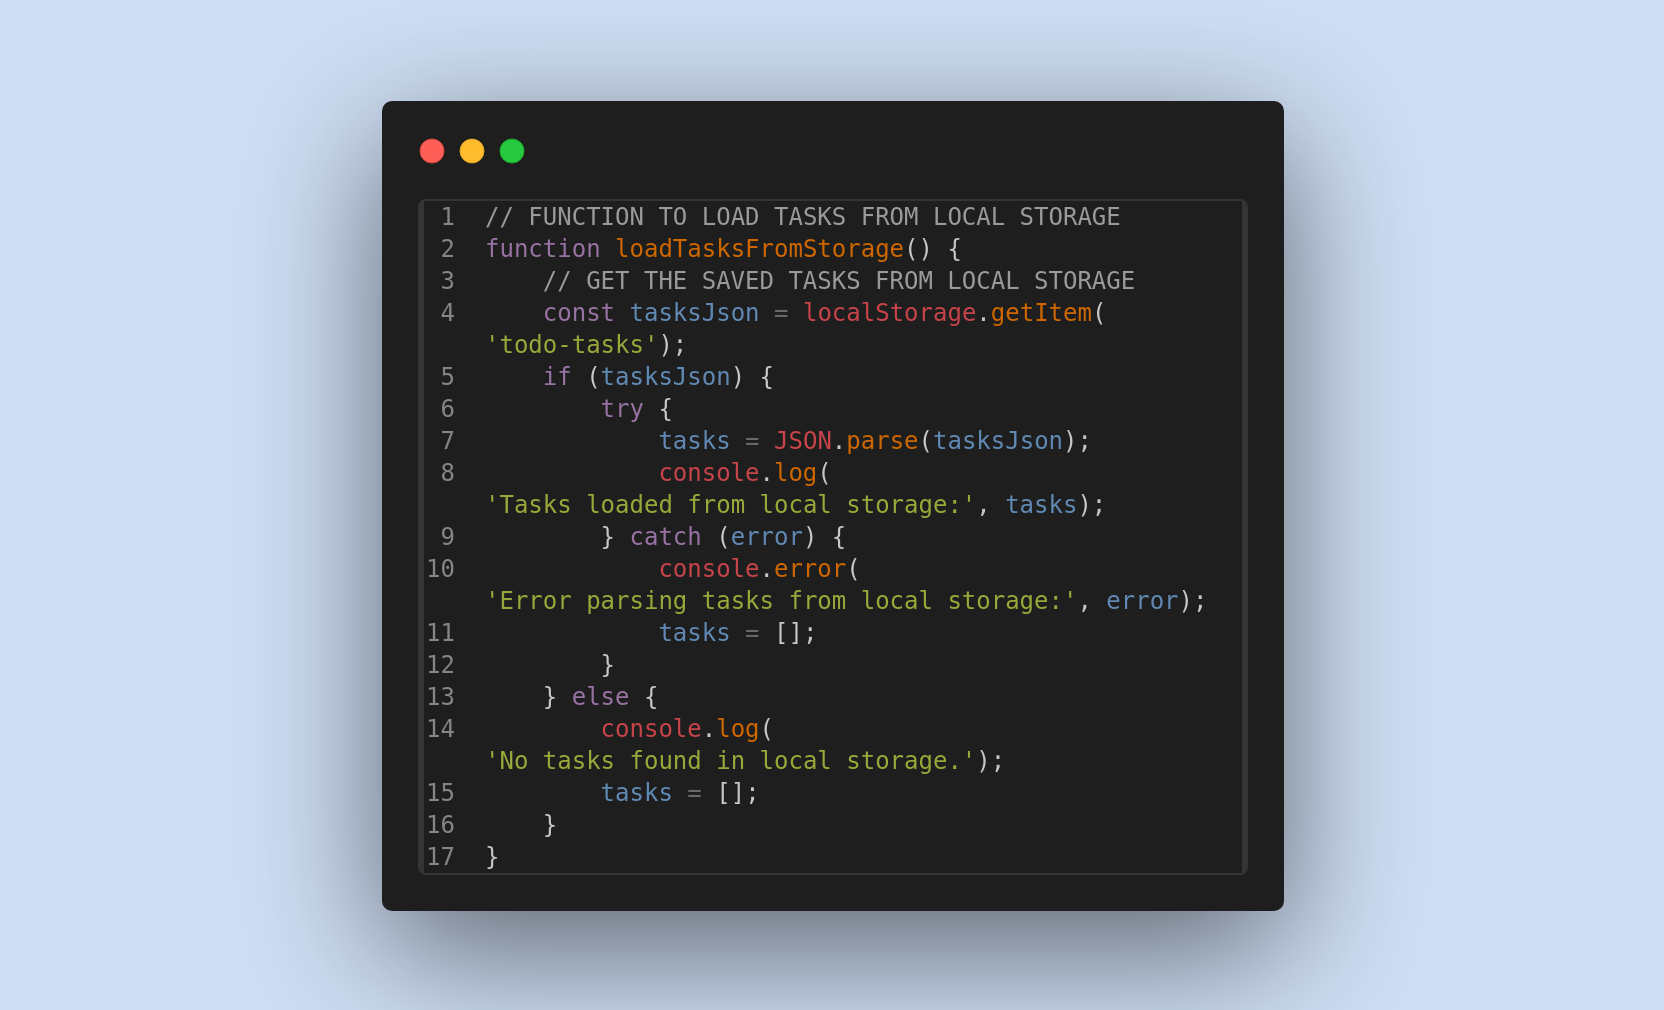 1 // FUNCTION TO LOAD TASKS FROM LOCAL STORAGE
2 function loadTasksFromStorage() {
3     // GET THE SAVED TASKS FROM LOCAL STORAGE
4     const tasksJson = localStorage.getItem(
'todo-tasks');
5     if (tasksJson) {
6         try {
7             tasks = JSON.parse(tasksJson);
8             console.log(
'Tasks loaded from local storage:', tasks);
9         } catch (error) {
10             console.error(
'Error parsing tasks from local storage:', error);
11             tasks = [];
12         }
13     } else {
14         console.log(
'No tasks found in local storage.');
15         tasks = [];
16     }
17 }